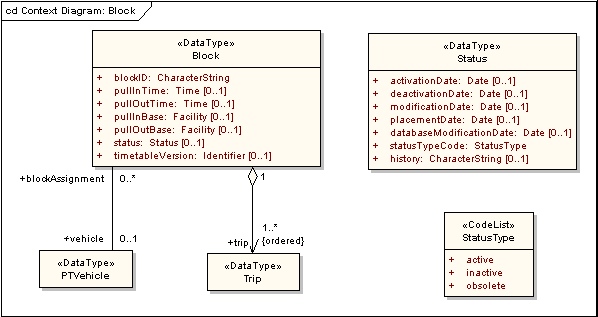 cd Context Diagram: Block
«DataType»
Block
+ blockID: CharacterString
+ pullInTime: Time [0..1]
+ pullOutTime: Time [0..1]
+ pullInBase: Facility [0..1]
+ pullOutBase: Facility [0..1]
+ status: Status [0..1]
+ timetableVersion: Identifier [0..1]
«DataType»
Status
+ activationDate: Date [0..1]
+ deactivationDate: Date [0..1]
+ modificationDate: Date [0..1]
+ placementDate: Date [0..1]
+ databaseModificationDate: Date [0..1]
+ statusTypeCode: StatusType
+ history: CharacterString [0..1]
+blockAssignment 0..*
1
+vehicle 0..1
1..*
+trip {ordered}
«DataType»
PTVehicle
«DataType»
Trip
«CodeList»
StatusType
+ active
+ inactive
+ obsolete